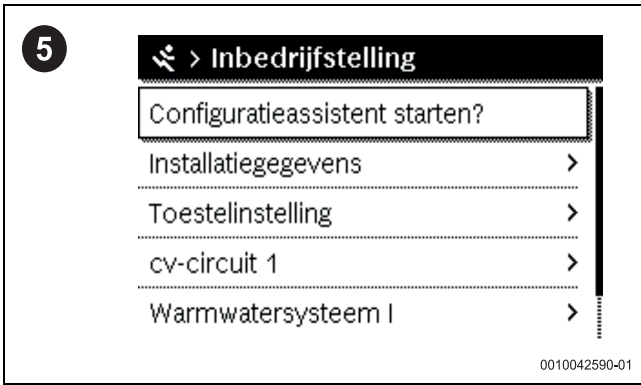 5
> Inbedrijfstelling
Configuratieassistent starten?
Installatiegegevens >
Toestelinstelling >
cv-circuit 1 >
Warmwatersysteem I >
0010042590-01